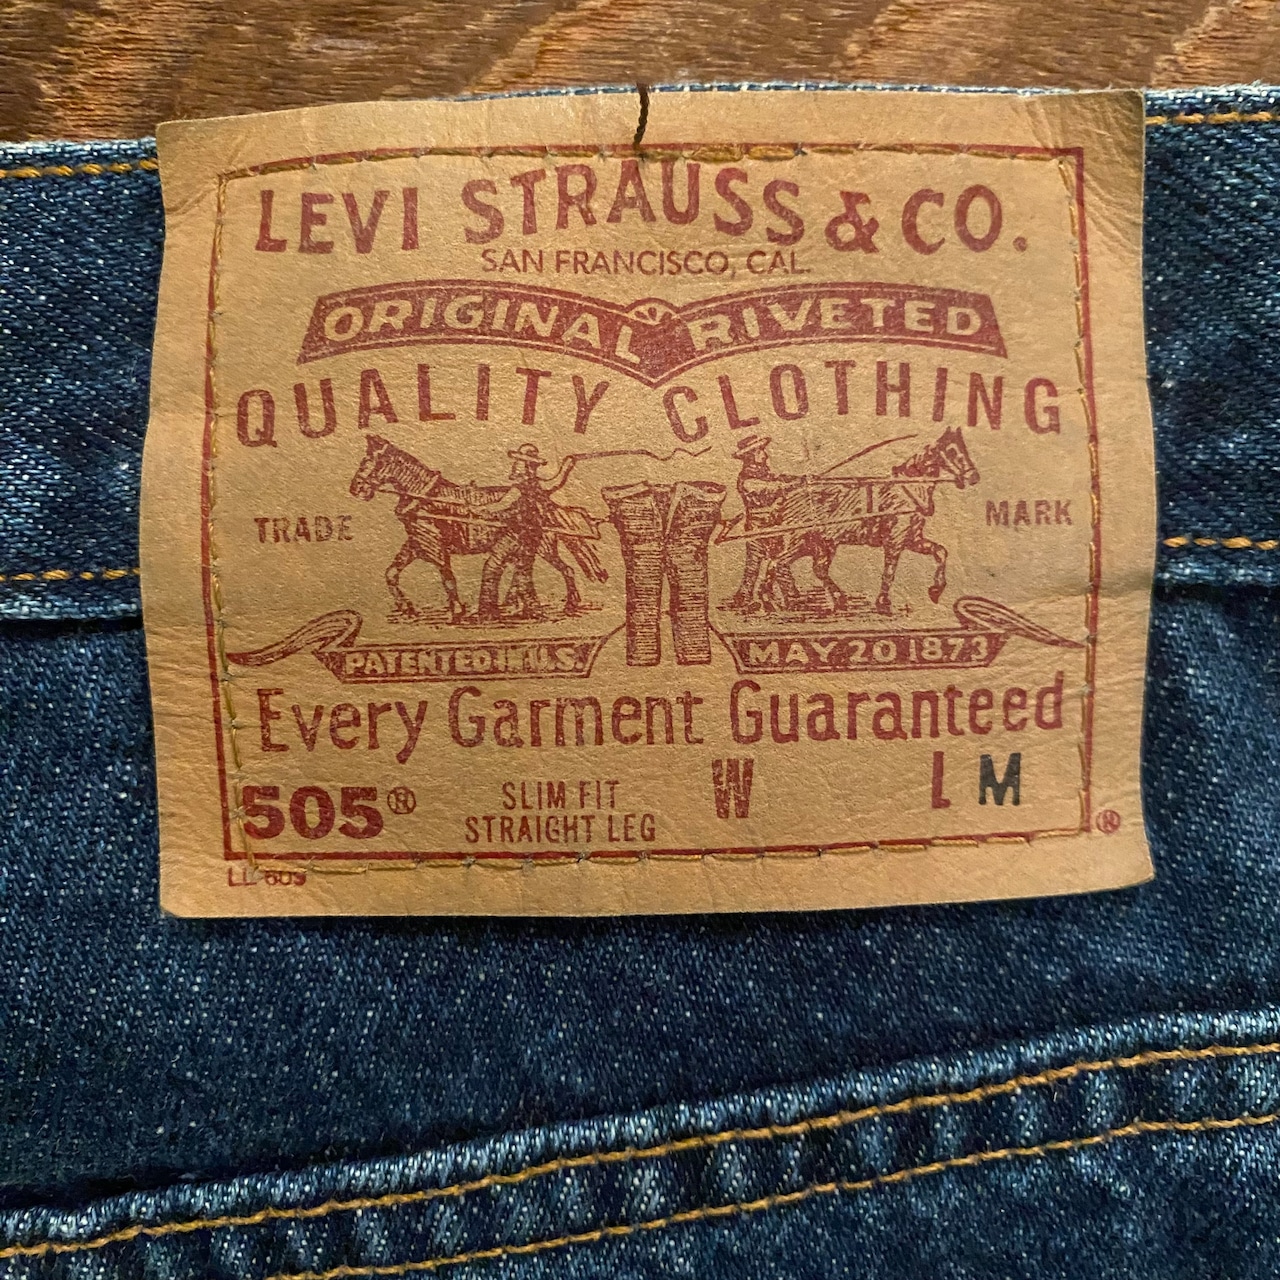 LEVI STRAUSS & CO.
SAN FRANCISCO, CAL.
ORIGINAL RIVETED
QUALITY CLOTHING
TRADE MARK
PATENTED IN U.S. MAY 20 1873
Every Garment Guaranteed
505® SLIM FIT W L M
STRAIGHT LEG
®